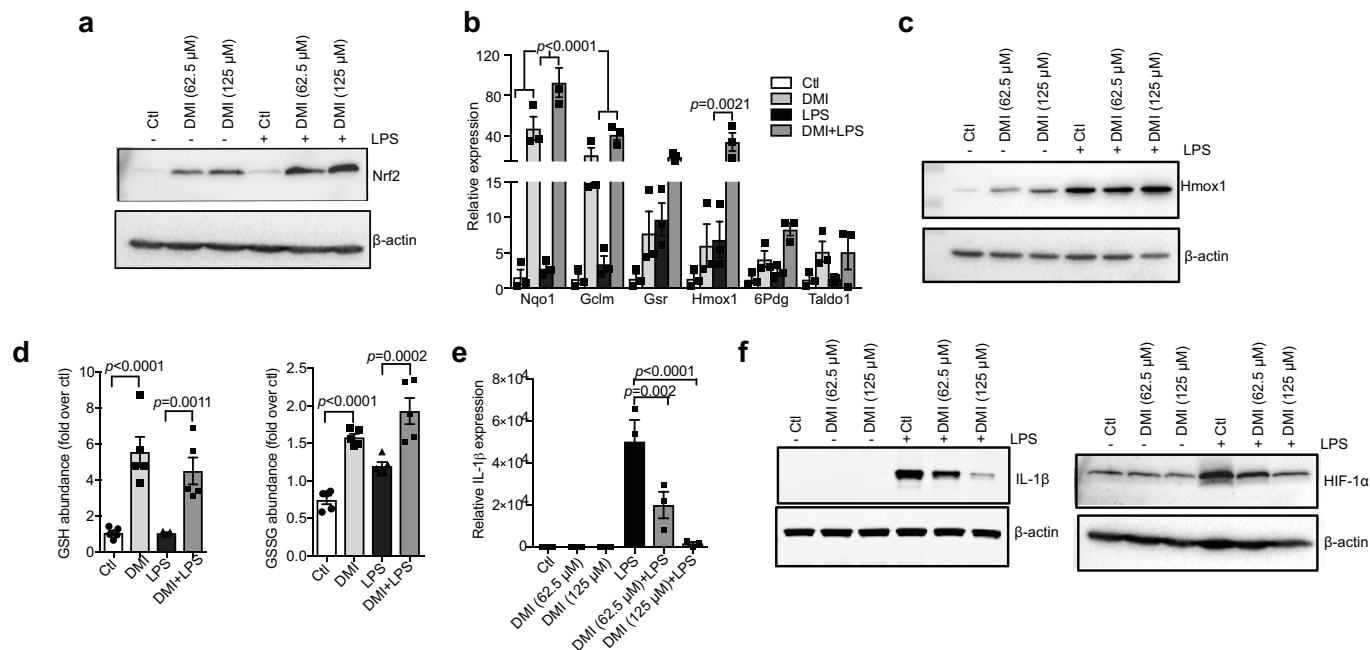 a
Ctl
DMI (62.5 µM)
DMI (125 µM)
Ctl
DMI (62.5 µM)
DMI (125 µM)
- - - + + + LPS
Nrf2
β-actin
b
Relative expression
120
80
40
15
10
5
0
p<0.0001
p=0.0021
Ctl
DMI
LPS
DMI+LPS
Nqo1 Gclm Gsr Hmox1 6Pdg Taldo1
c
Ctl
DMI (62.5 µM)
DMI (125 µM)
Ctl
DMI (62.5 µM)
DMI (125 µM)
- - - + + +
LPS
Hmox1
β-actin
d
GSH abundance (fold over ctl)
10
8
6
4
2
0
p<0.0001
p=0.0011
Ctl
DMI
LPS
DMI+LPS
GSSG abundance (fold over ctl)
2.5
2.0
1.5
1.0
0.5
0.0
p<0.0001
p=0.0002
Ctl
DMI
LPS
DMI+LPS
e
Relative IL-1β expression
8×10⁴
6×10⁴
4×10⁴
2×10⁴
0
p<0.0001
p=0.002
Ctl
DMI (62.5 µM)
DMI (125 µM)
LPS
DMI (62.5 µM)+LPS
DMI (125 µM)+LPS
f
Ctl
DMI (62.5 µM)
DMI (125 µM)
Ctl
DMI (62.5 µM)
DMI (125 µM)
- - - + + +
LPS
IL-1β
β-actin
Ctl
DMI (62.5 µM)
DMI (125 µM)
Ctl
DMI (62.5 µM)
DMI (125 µM)
- - - + + +
LPS
HIF-1α
β-actin